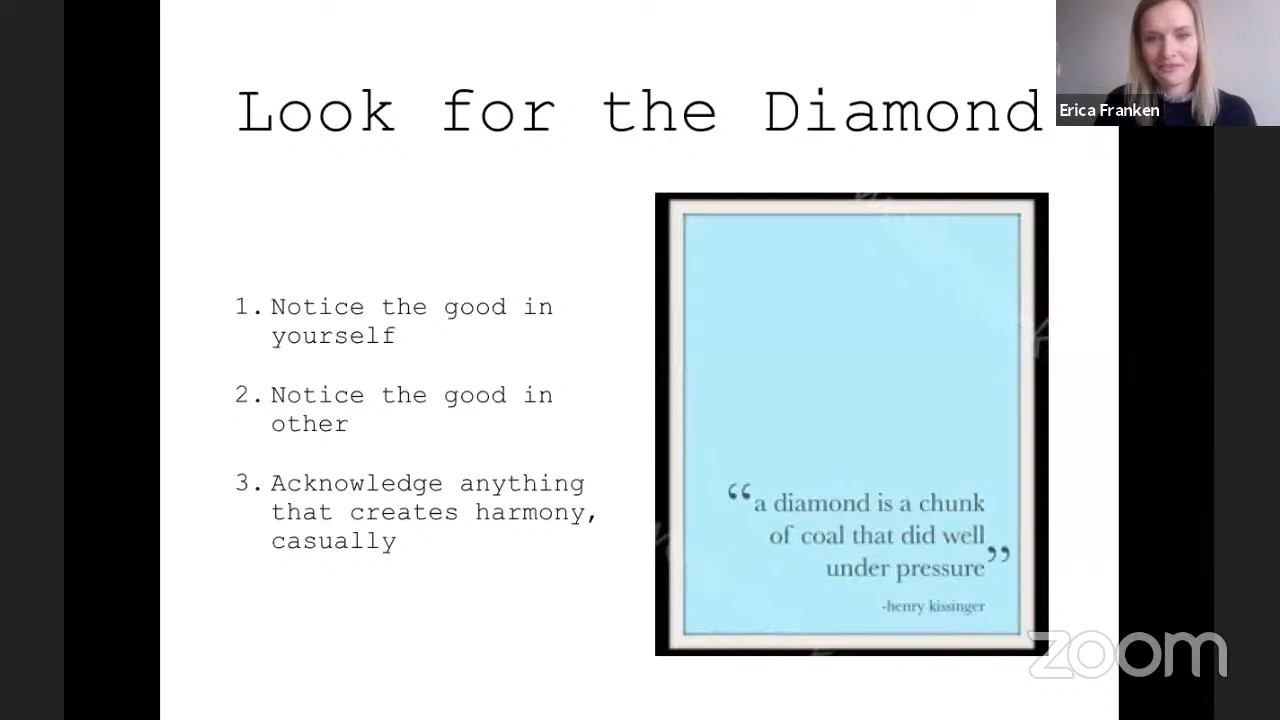 Look for the Diamond
Erica Franken
1. Notice the good in
yourself
2. Notice the good in
other
3. Acknowledge anything
that creates harmony,
casually
“a diamond is a chunk
of coal that did well
under pressure”
-henry kissinger
zoom